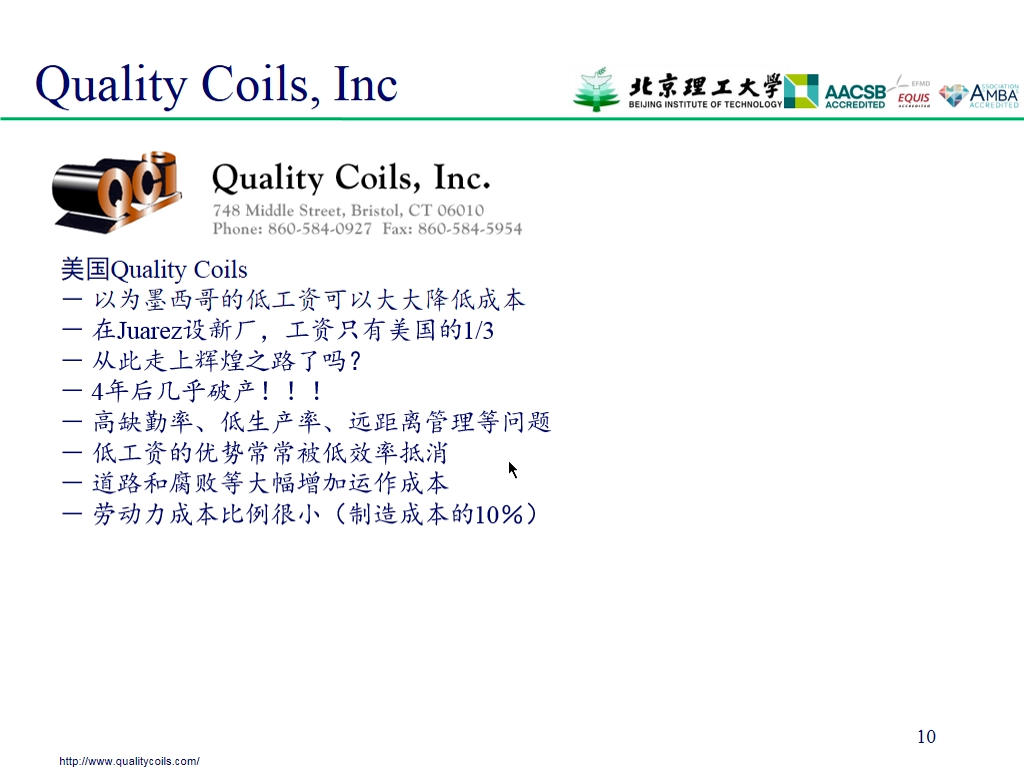 Quality Coils, Inc
北京理工大学
BEIJING INSTITUTE OF TECHNOLOGY
AACSB
ACCREDITED
EFMD
EQUIS
ACCREDITED
ASSOCIATION
AMBA
ACCREDITED
QCI
Quality Coils, Inc.
748 Middle Street, Bristol, CT 06010
Phone: 860-584-0927 Fax: 860-584-5954
美国Quality Coils
－ 以为墨西哥的低工资可以大大降低成本
－ 在Juarez设新厂，工资只有美国的1/3
－ 从此走上辉煌之路了吗？
－ 4年后几乎破产！！！
－ 高缺勤率、低生产率、远距离管理等问题
－ 低工资的优势常常被低效率抵消
－ 道路和腐败等大幅增加运作成本
－ 劳动力成本比例很小（制造成本的10％）
10
http://www.qualitycoils.com/